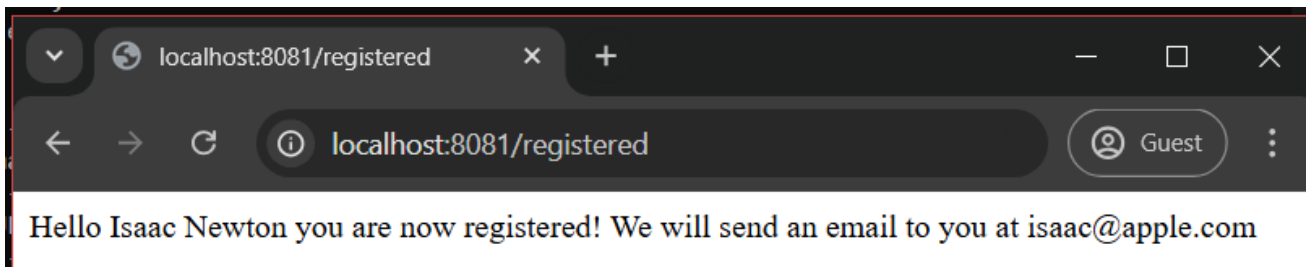 localhost:8081/registered
localhost:8081/registered
Guest
Hello Isaac Newton you are now registered! We will send an email to you at isaac@apple.com